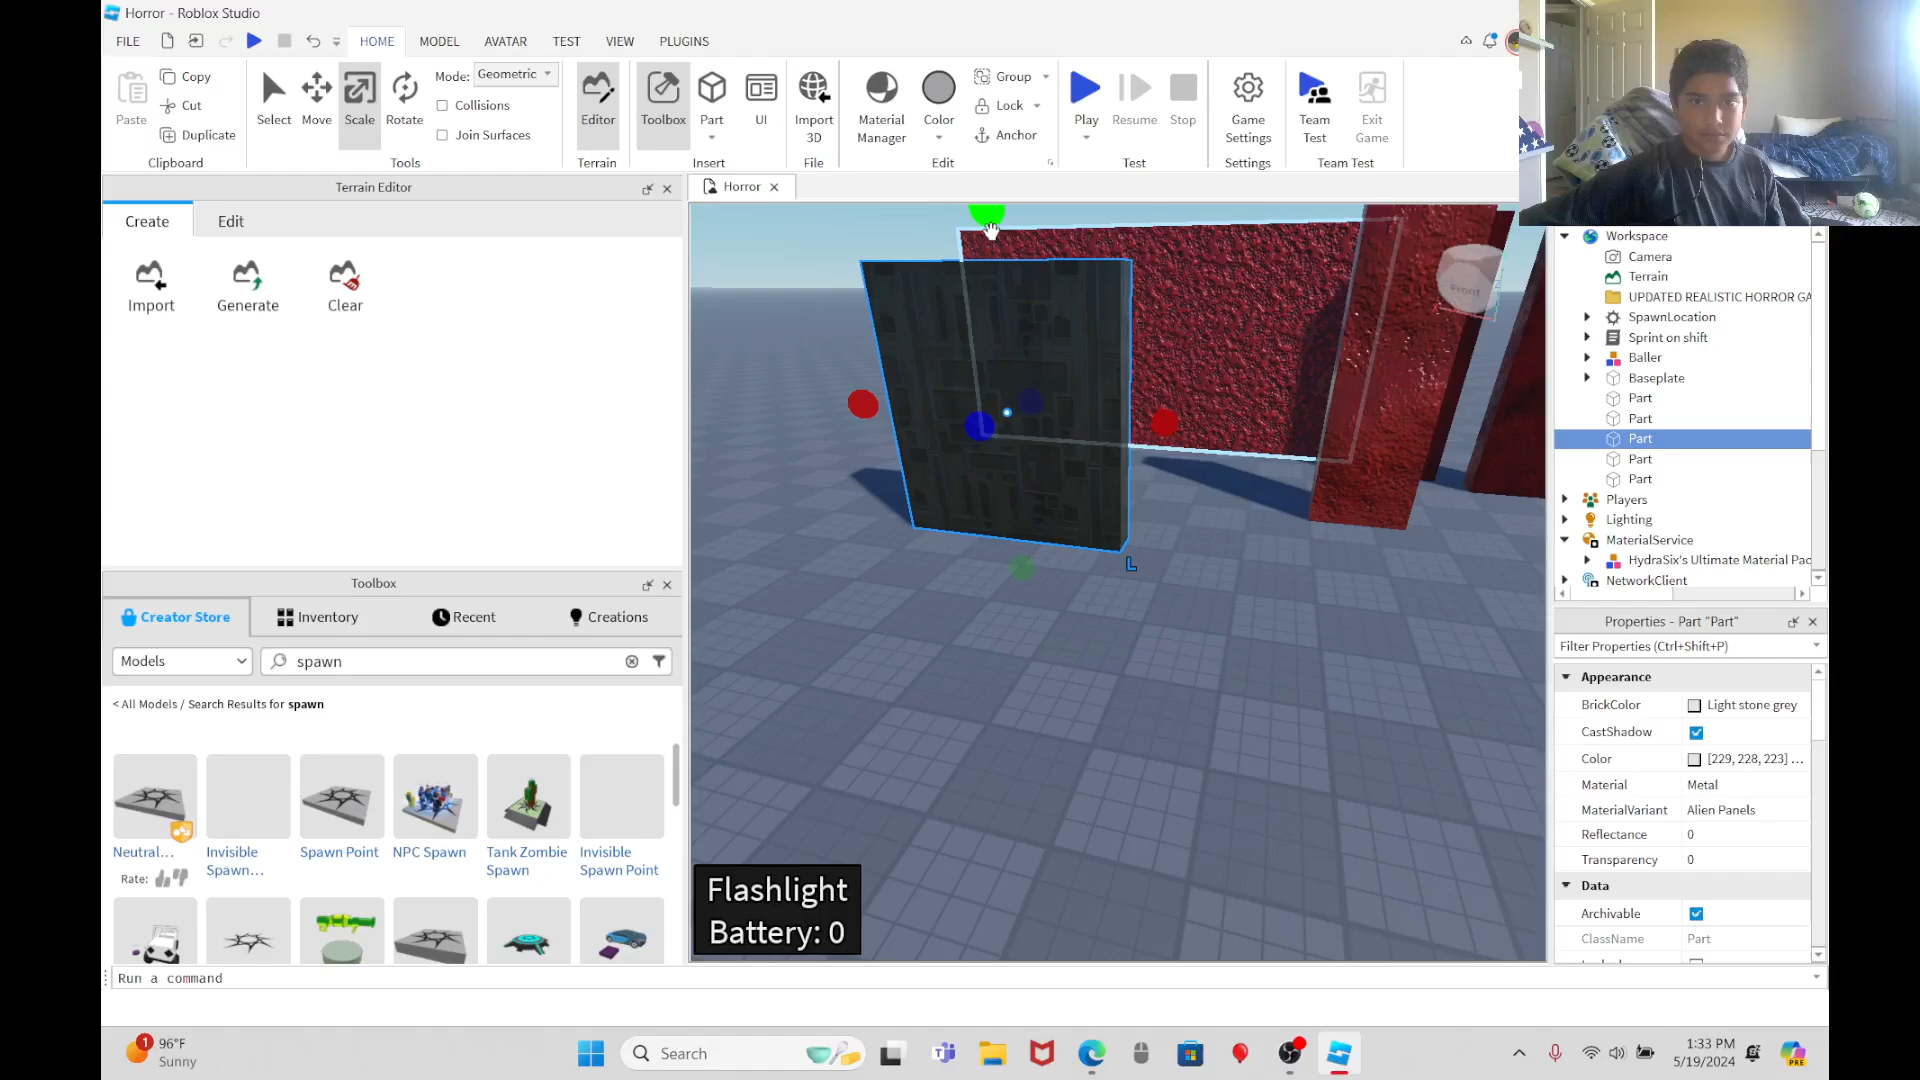 Horror - Roblox Studio
FILE HOME MODEL AVATAR TEST VIEW PLUGINS
Paste Copy Cut Duplicate Clipboard
Select Move Scale Rotate Mode: Geometric Collisions Join Surfaces Tools
Editor Terrain
Toolbox Part UI Insert
Import 3D File
Material Manager Color Group Lock Anchor Edit
Play Resume Stop Test
Game Settings Settings
Team Test Exit Game Team Test
Terrain Editor
Create Edit
Import Generate Clear
Toolbox
Creator Store Inventory Recent Creations
Models spawn
< All Models / Search Results for spawn
Neutral... Invisible Spawn... Spawn Point NPC Spawn Tank Zombie Spawn Invisible Spawn Point
Rate:
Horror
Front
L
Flashlight
Battery: 0
Workspace
Camera
Terrain
UPDATED REALISTIC HORROR GA
SpawnLocation
Sprint on shift
Baller
Baseplate
Part
Part
Part
Part
Part
Players
Lighting
MaterialService
HydraSix's Ultimate Material Pac
NetworkClient
Properties - Part "Part"
Filter Properties (Ctrl+Shift+P)
Appearance
BrickColor Light stone grey
CastShadow
Color [229, 228, 223] ...
Material Metal
MaterialVariant Alien Panels
Reflectance 0
Transparency 0
Data
Archivable
ClassName Part
Run a command
1
96°F
Sunny
Search
1:33 PM
5/19/2024
PRE